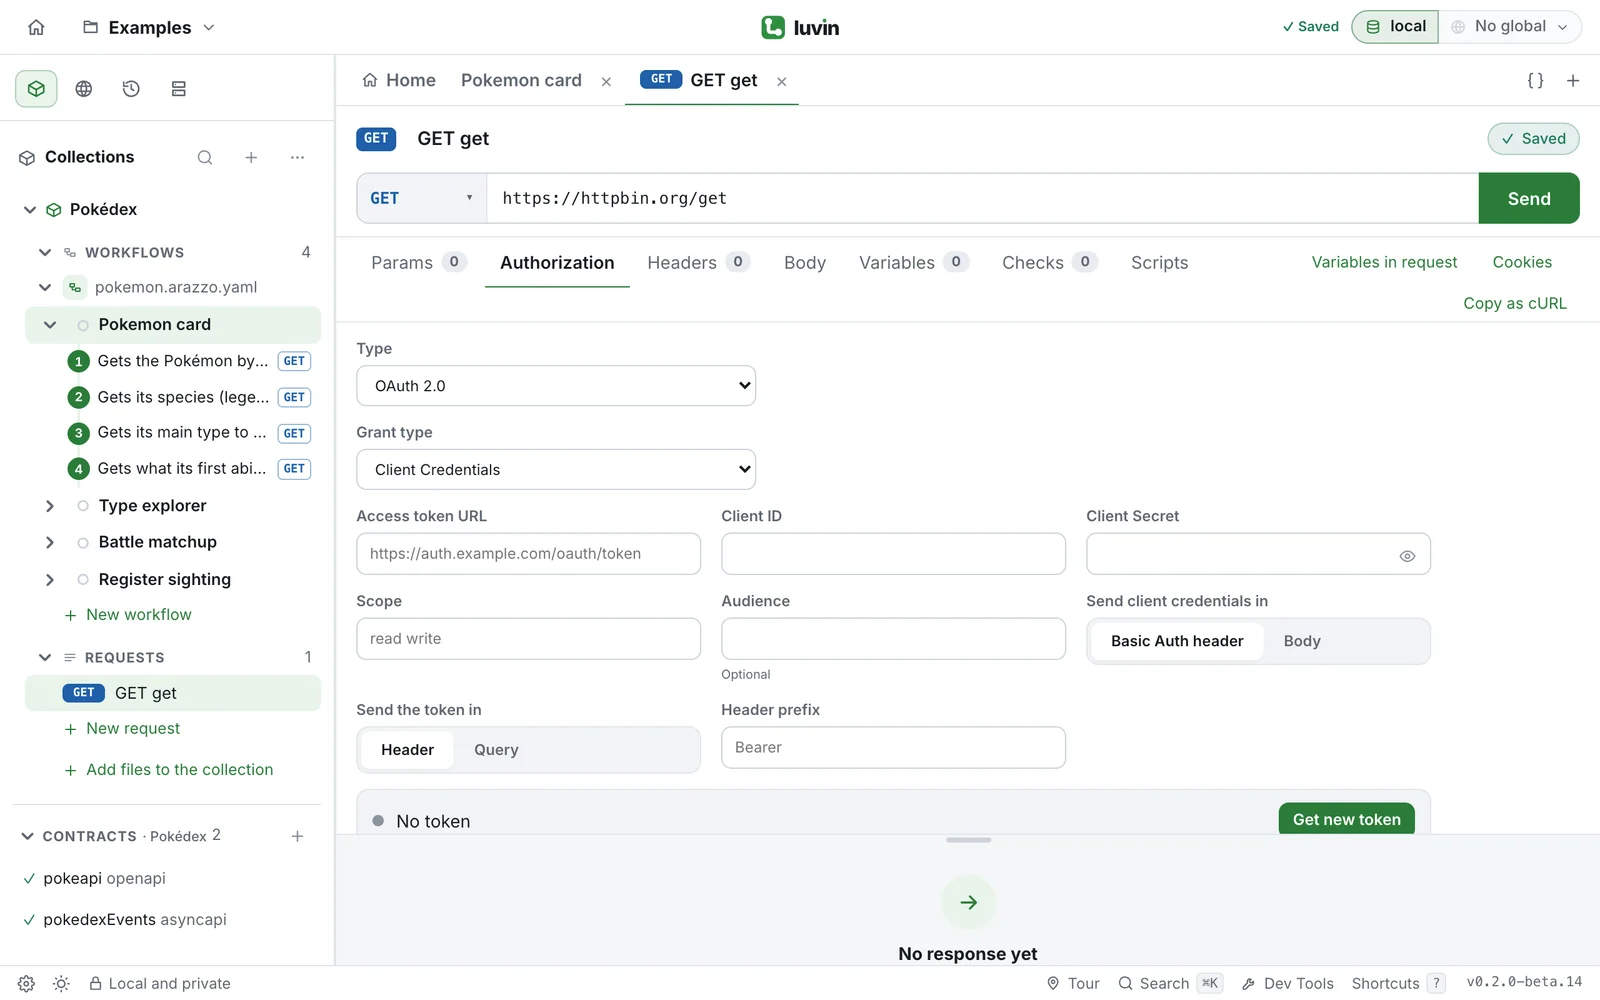 Examples
luvin
Saved
local
No global
Home
Pokemon card
GET GET get
{}
Collections
GET GET get
Saved
GET
https://httpbin.org/get
Send
Pokédex
WORKFLOWS 4
pokemon.arazzo.yaml
Pokemon card
1 Gets the Pokémon by... GET
2 Gets its species (lege... GET
3 Gets its main type to ... GET
4 Gets what its first abi... GET
Type explorer
Battle matchup
Register sighting
+ New workflow
REQUESTS 1
GET GET get
+ New request
+ Add files to the collection
CONTRACTS · Pokédex 2
pokeapi openapi
pokedexEvents asyncapi
Params 0
Authorization
Headers 0
Body
Variables 0
Checks 0
Scripts
Variables in request
Cookies
Copy as cURL
Type
OAuth 2.0
Grant type
Client Credentials
Access token URL
Client ID
Client Secret
https://auth.example.com/oauth/token
Scope
Audience
Send client credentials in
read write
Basic Auth header
Body
Optional
Send the token in
Header prefix
Header
Query
Bearer
No token
Get new token
No response yet
Local and private
Tour
Search ⌘K
Dev Tools
Shortcuts ?
v0.2.0-beta.14